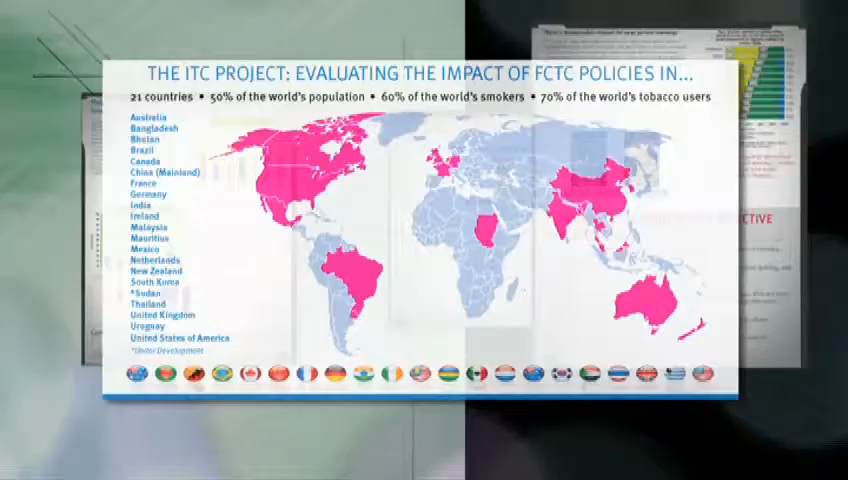 THE ITC PROJECT: EVALUATING THE IMPACT OF FCTC POLICIES IN...
21 countries • 50% of the world's population • 60% of the world's smokers • 70% of the world's tobacco users
Australia
Bangladesh
Bhutan
Brazil
Canada
China (Mainland)
France
Germany
India
Ireland
Malaysia
Mauritius
Mexico
Netherlands
New Zealand
South Korea
*Sudan
Thailand
United Kingdom
Uruguay
United States of America
*Under Development